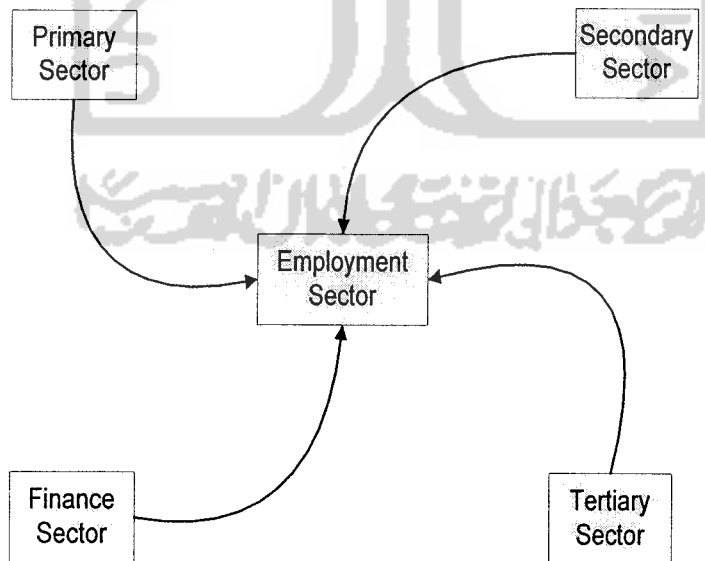 Primary
Sector
Secondary
Sector
Employment
Sector
Finance
Sector
Tertiary
Sector